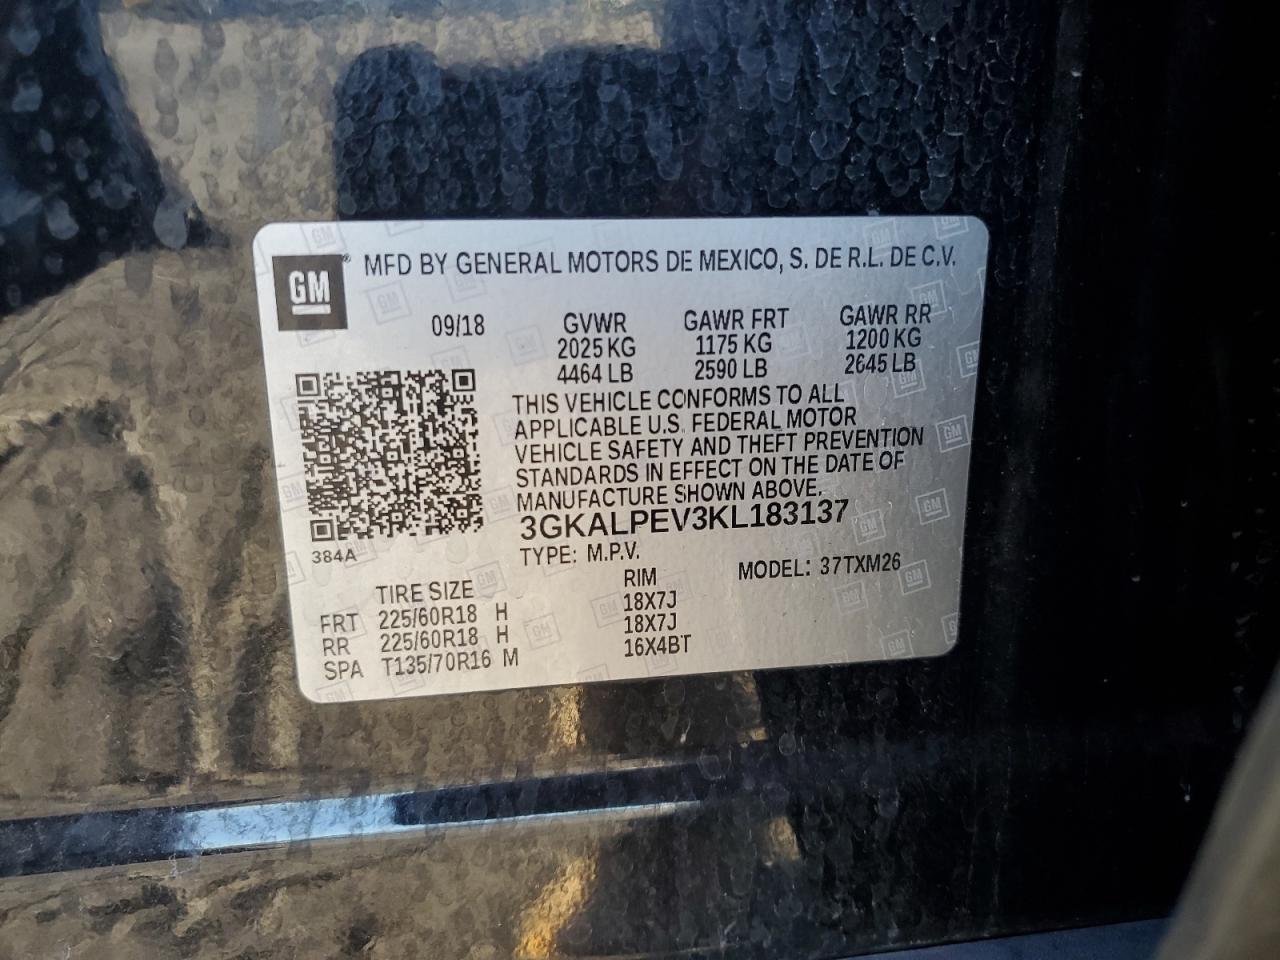 GM ® MFD BY GENERAL MOTORS DE MEXICO, S. DE R.L. DE C.V.
09/18 GVWR GAWR FRT GAWR RR
2025 KG 1175 KG 1200 KG
4464 LB 2590 LB 2645 LB
THIS VEHICLE CONFORMS TO ALL
APPLICABLE U.S. FEDERAL MOTOR
VEHICLE SAFETY AND THEFT PREVENTION
STANDARDS IN EFFECT ON THE DATE OF
MANUFACTURE SHOWN ABOVE.
3GKALPEV3KL183137
384A TYPE: M.P.V. MODEL: 37TXM26
TIRE SIZE RIM
FRT 225/60R18 H 18X7J
RR 225/60R18 H 18X7J
SPA T135/70R16 M 16X4BT